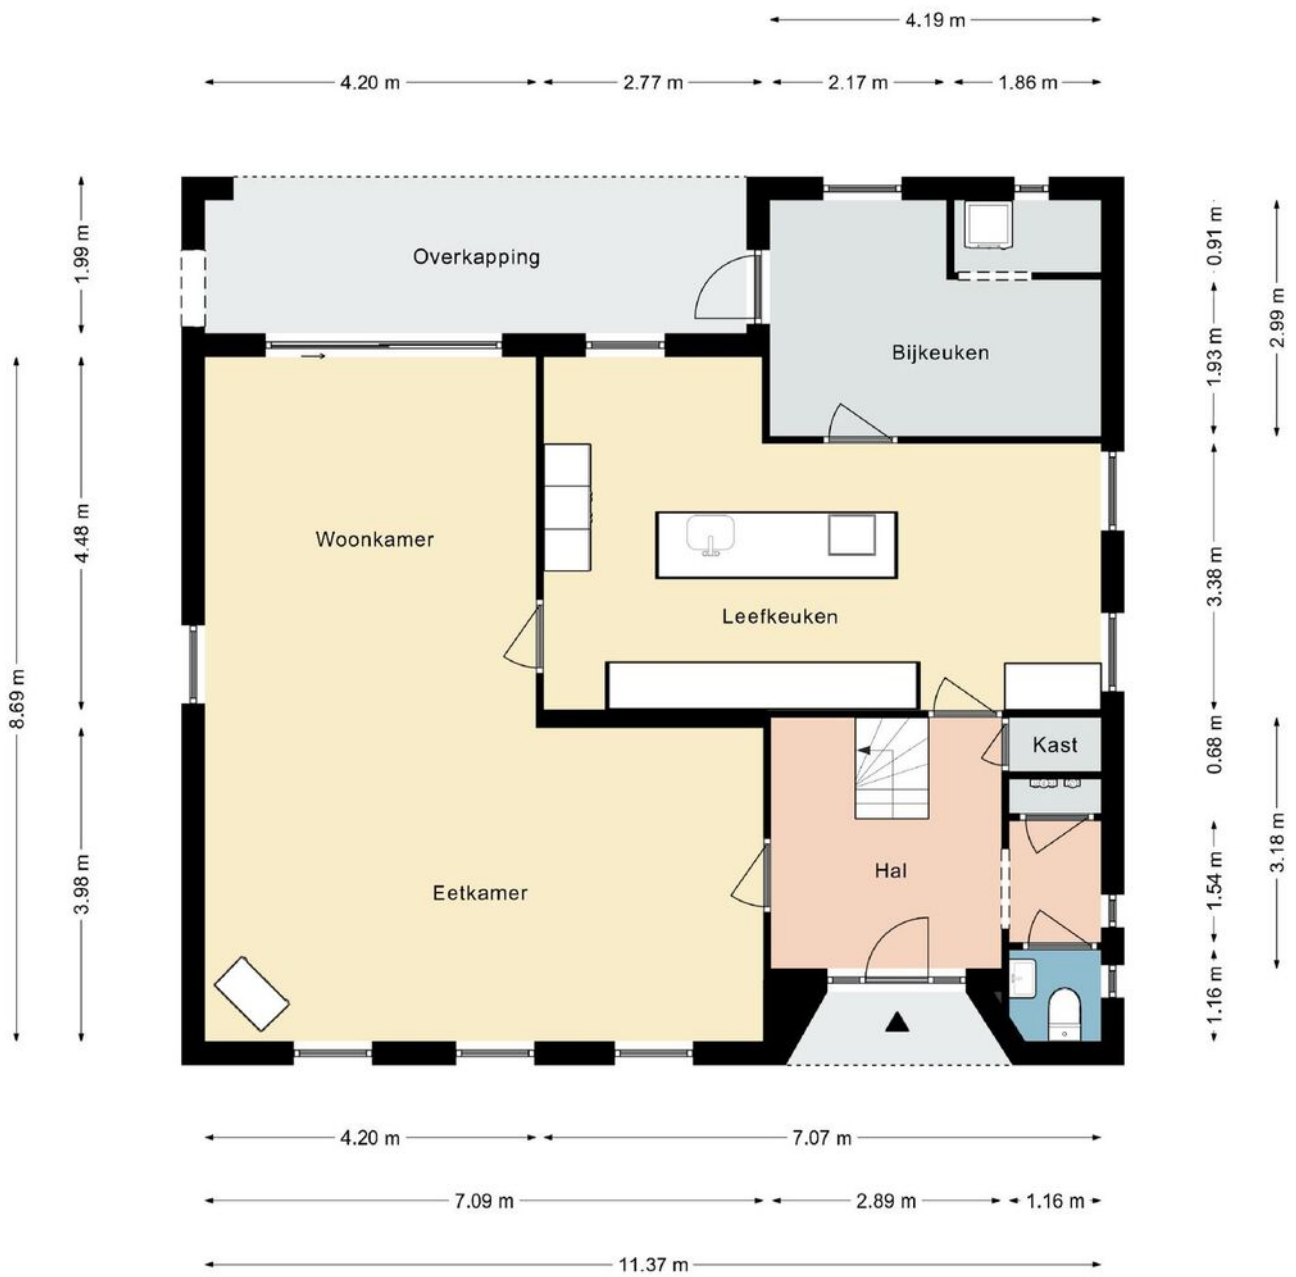 4.19 m
4.20 m
2.77 m
2.17 m
1.86 m
Overkapping
1.99 m
0.91 m
2.99 m
Bijkeuken
1.93 m
Woonkamer
4.48 m
3.38 m
Leefkeuken
8.69 m
Kast
0.68 m
Hal
Eetkamer
3.98 m
1.54 m
3.18 m
1.16 m
4.20 m
7.07 m
7.09 m
2.89 m
1.16 m
11.37 m